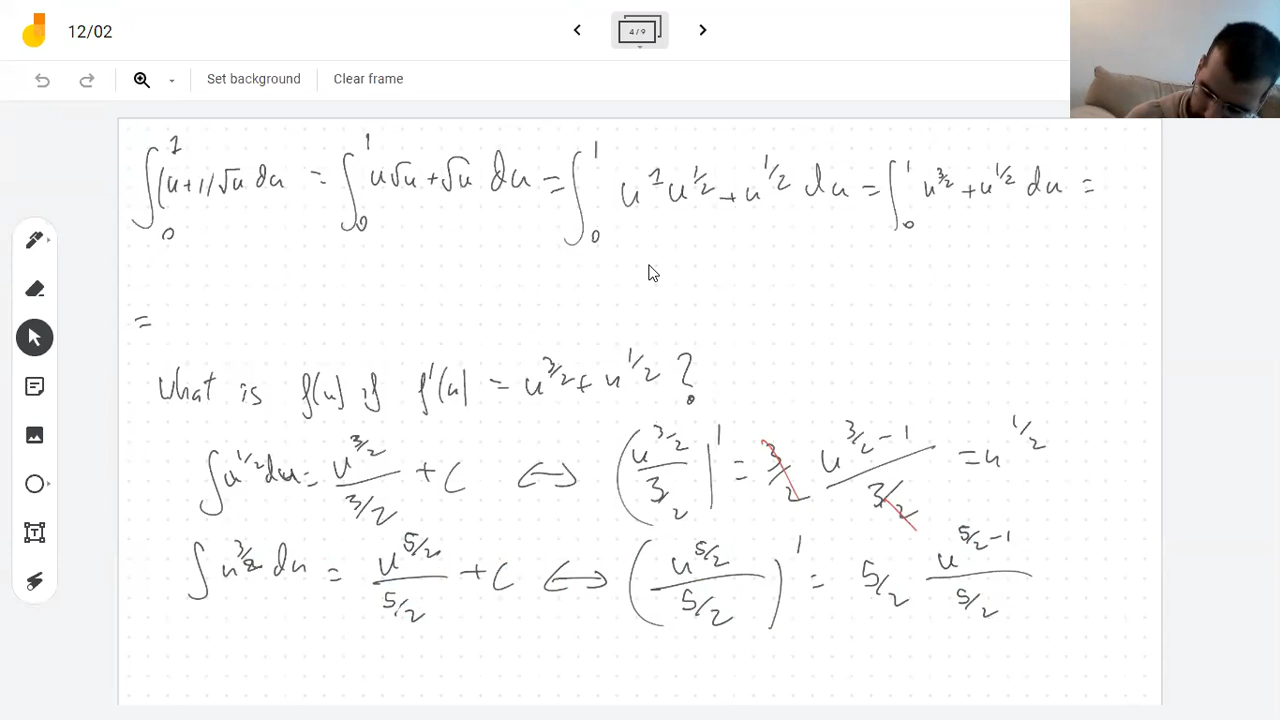 12/02
4/9
Set background
Clear frame
∫₀¹ (u+1)√u du = ∫₀¹ u√u + √u du = ∫₀¹ u¹u^(1/2) + u^(1/2) du = ∫₀¹ u^(3/2) + u^(1/2) du =
=
What is f(u) if f'(u) = u^(3/2) + u^(1/2) ?
∫ u^(1/2) du = u^(3/2) / (3/2) + C ⟺ (u^(3/2) / (3/2))' = 3/2 u^(3/2 - 1) / (3/2) = u^(1/2)
∫ u^(3/2) du = u^(5/2) / (5/2) + C ⟺ (u^(5/2) / (5/2))' = 5/2 u^(5/2 - 1) / (5/2)